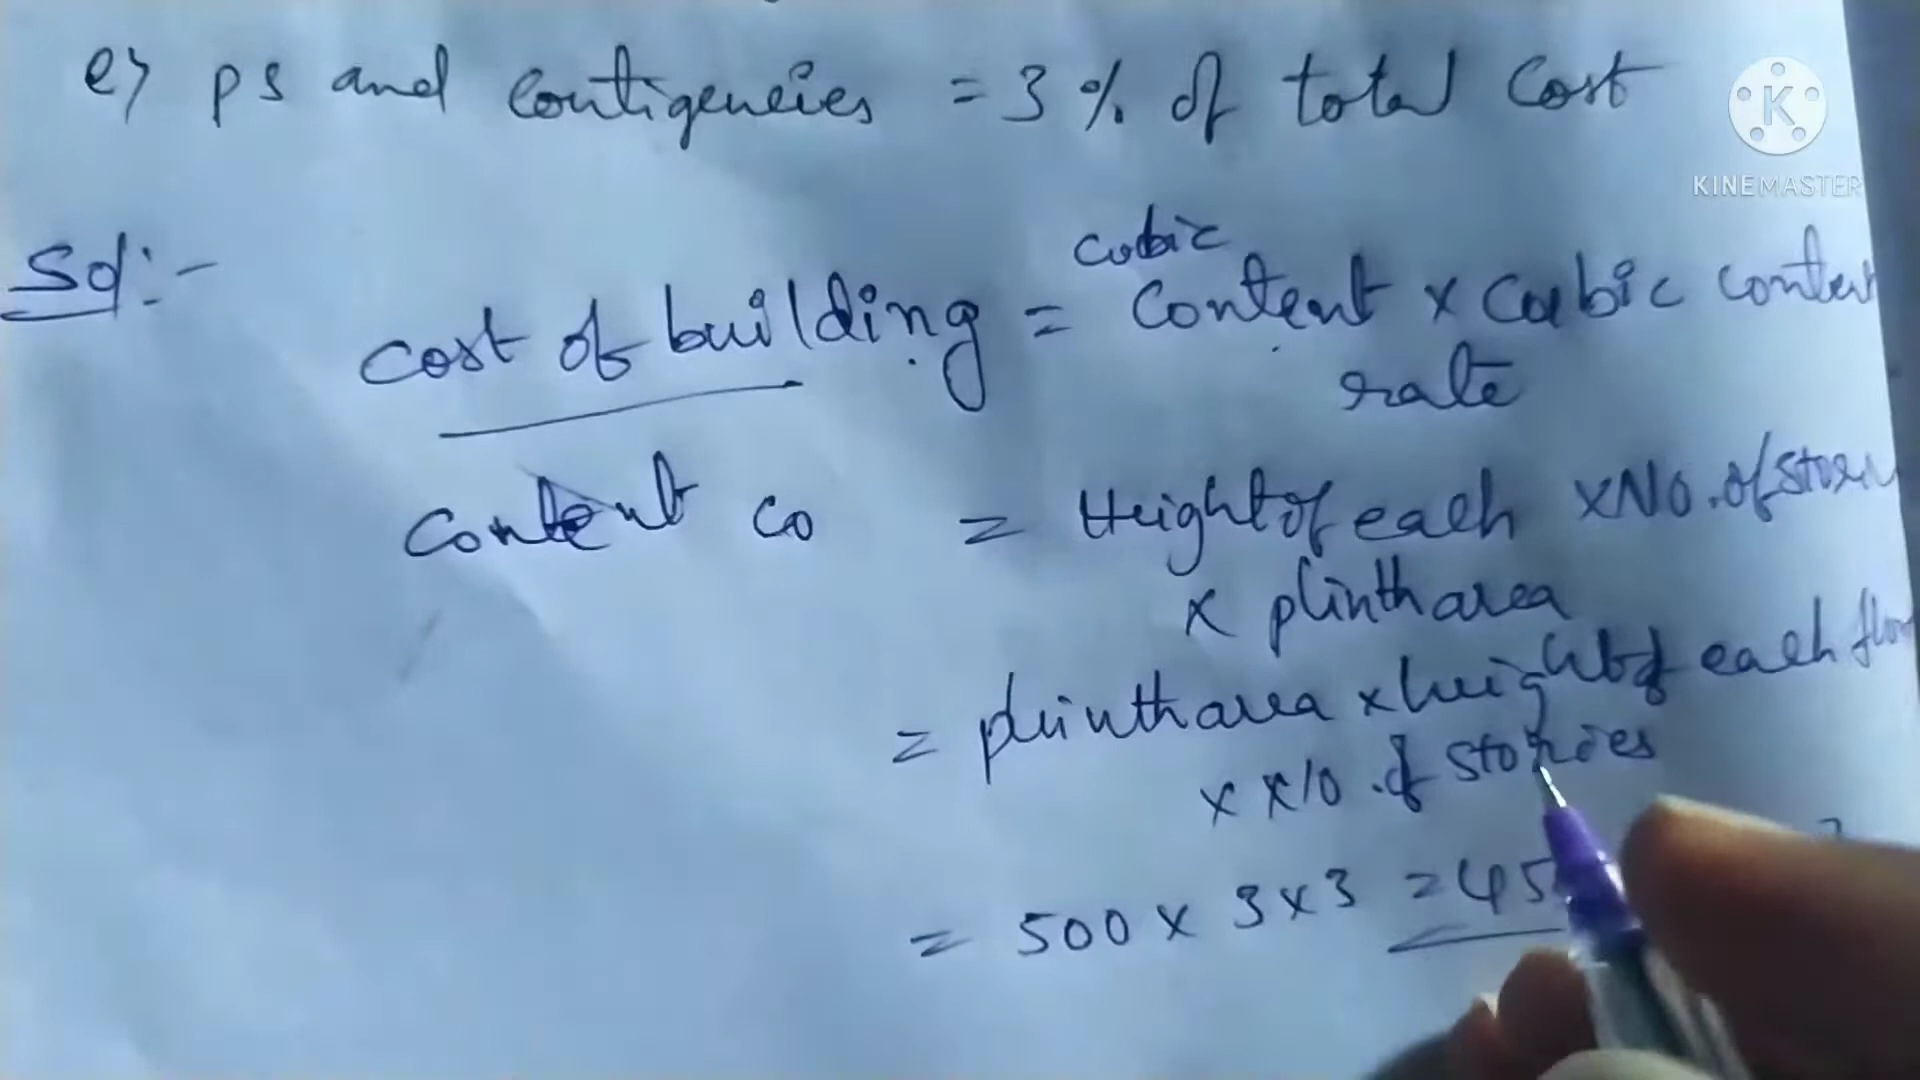 e) ps and contigencies = 3% of total cost
KINEMASTER
Sol:-
cubic
cost of building = content x cubic content
rate
content co = Height of each x No. of
x plinth area
= plinth area x height of each
x No. of stories
= 500 x 3 x 3 = 45